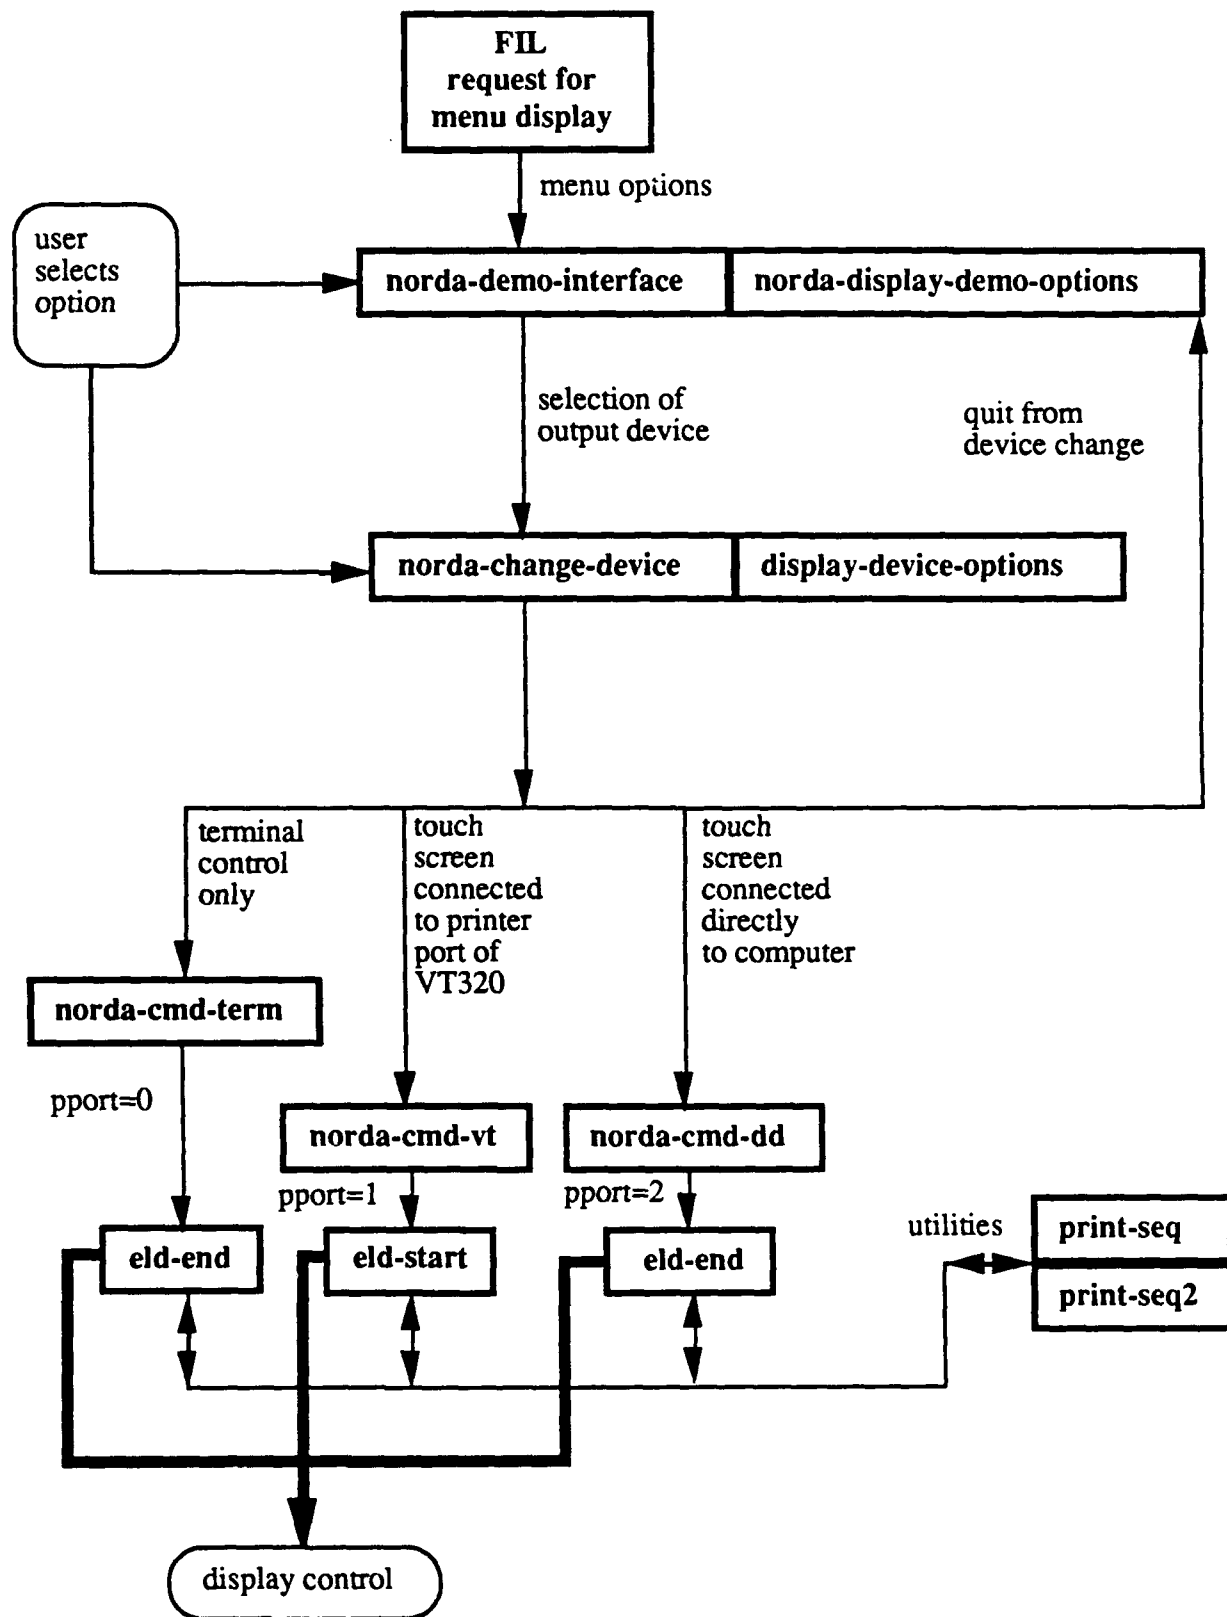 FIL
request for
menu display
menu options
user
selects
option
norda-demo-interface
norda-display-demo-options
selection of
output device
quit from
device change
norda-change-device
display-device-options
terminal
control
only
touch
screen
connected
to printer
port of
VT320
touch
screen
connected
directly
to computer
norda-cmd-term
pport=0
norda-cmd-vt
norda-cmd-dd
pport=1
pport=2
eld-end
eld-start
eld-end
utilities
print-seq
print-seq2
display control